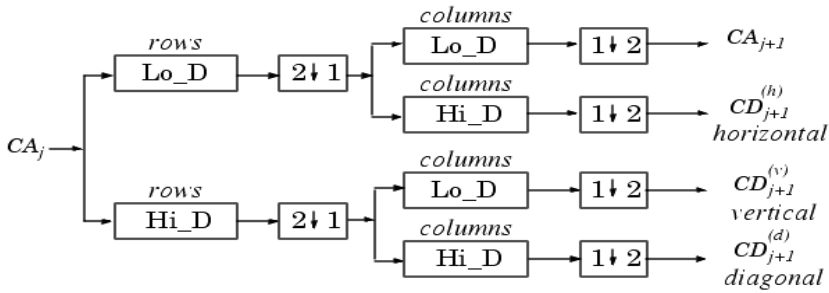 columns
rows
Lo_D
2↓1
Lo_D
1↓2
CA_{j+1}
columns
Hi_D
1↓2
CD_{j+1}^{(h)}
horizontal
CA_j
rows
Hi_D
2↓1
columns
Lo_D
1↓2
CD_{j+1}^{(v)}
vertical
columns
Hi_D
1↓2
CD_{j+1}^{(d)}
diagonal